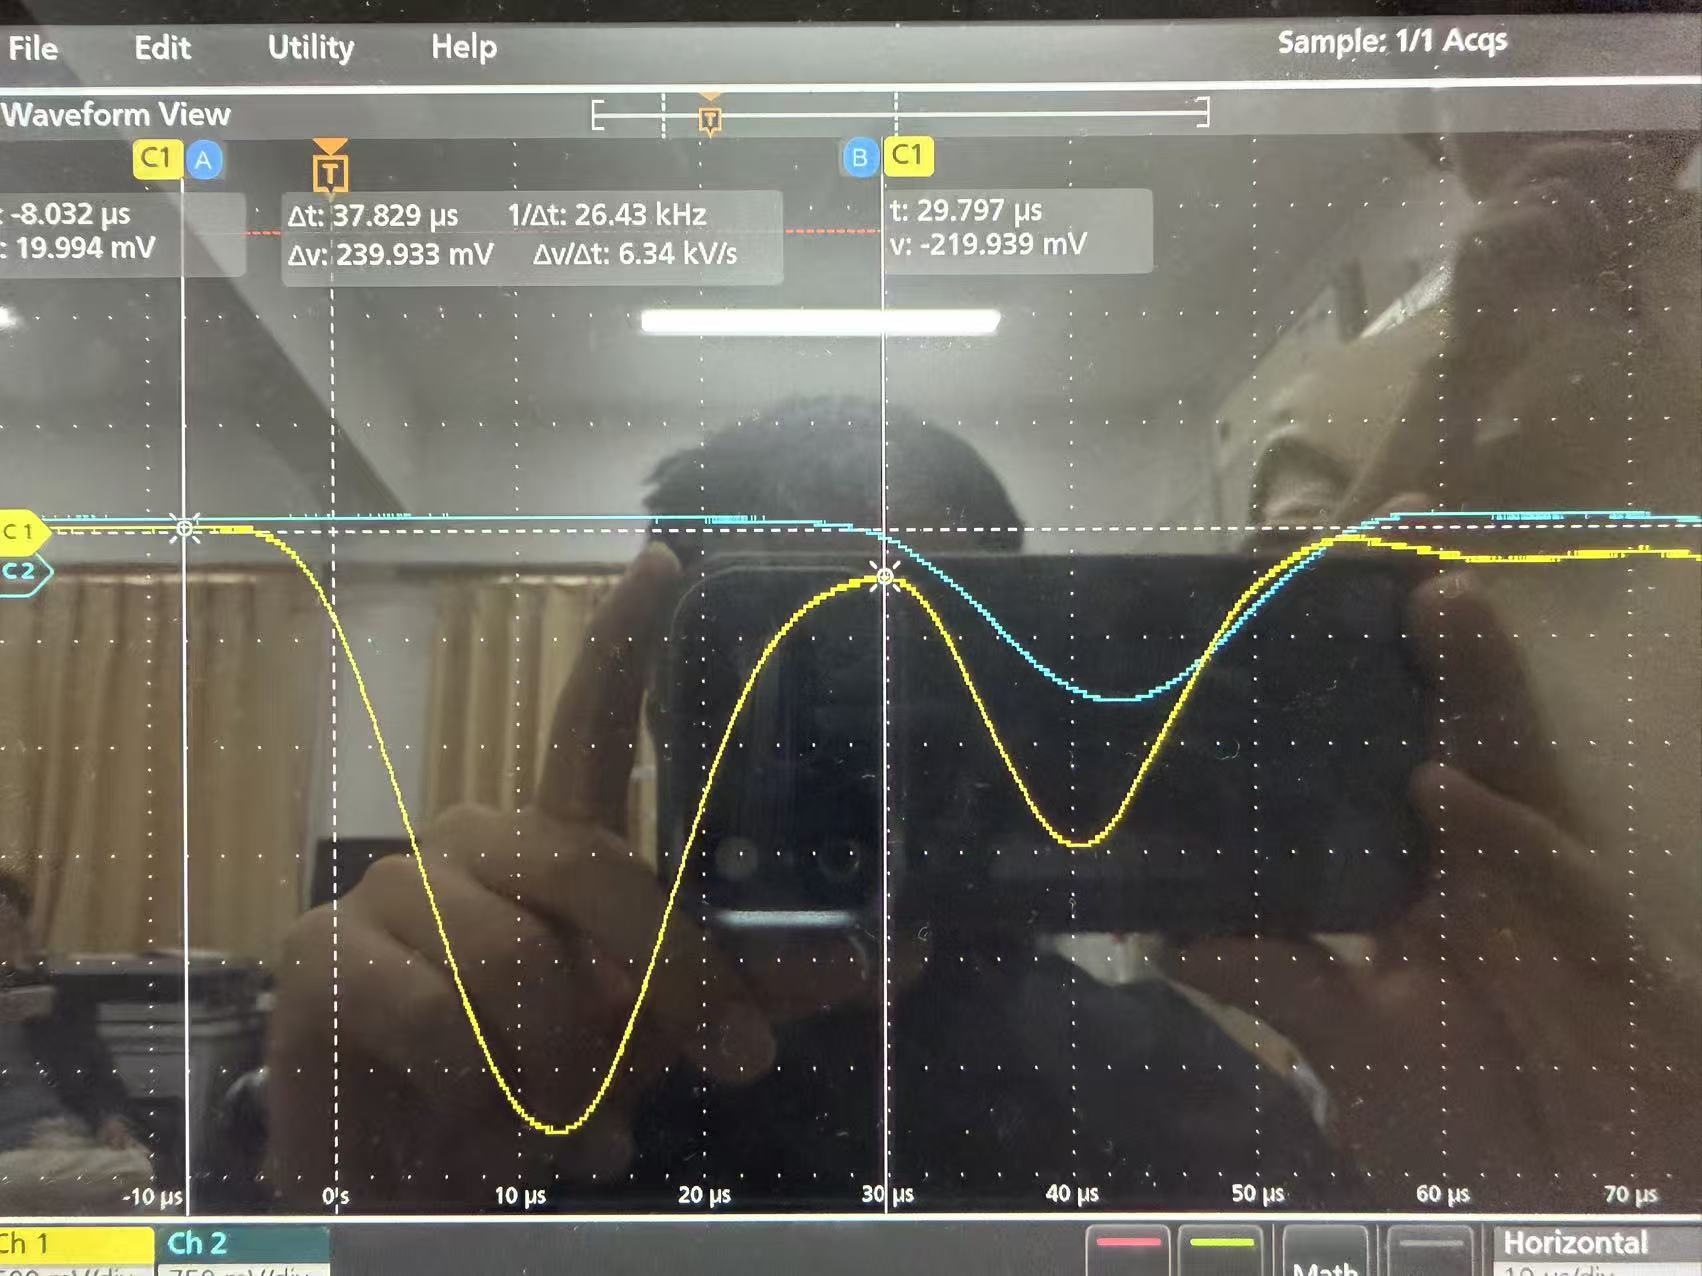 File Edit Utility Help Sample: 1/1 Acqs
Waveform View
T
C1 A T B C1
: -8.032 µs
: 19.994 mV
Δt: 37.829 µs 1/Δt: 26.43 kHz
Δv: 239.933 mV Δv/Δt: 6.34 kV/s
t: 29.797 µs
v: -219.939 mV
C1
C2
-10 µs 0 s 10 µs 20 µs 30 µs 40 µs 50 µs 60 µs 70 µs
Ch 1 Ch 2 Horizontal
Math